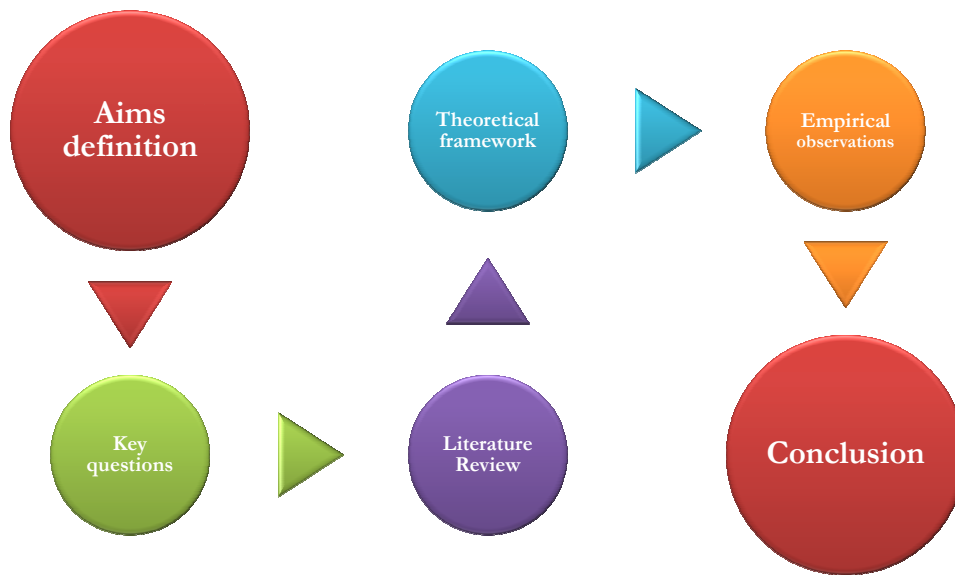 Aims
definition
Key
questions
Literature
Review
Theoretical
framework
Empirical
observations
Conclusion